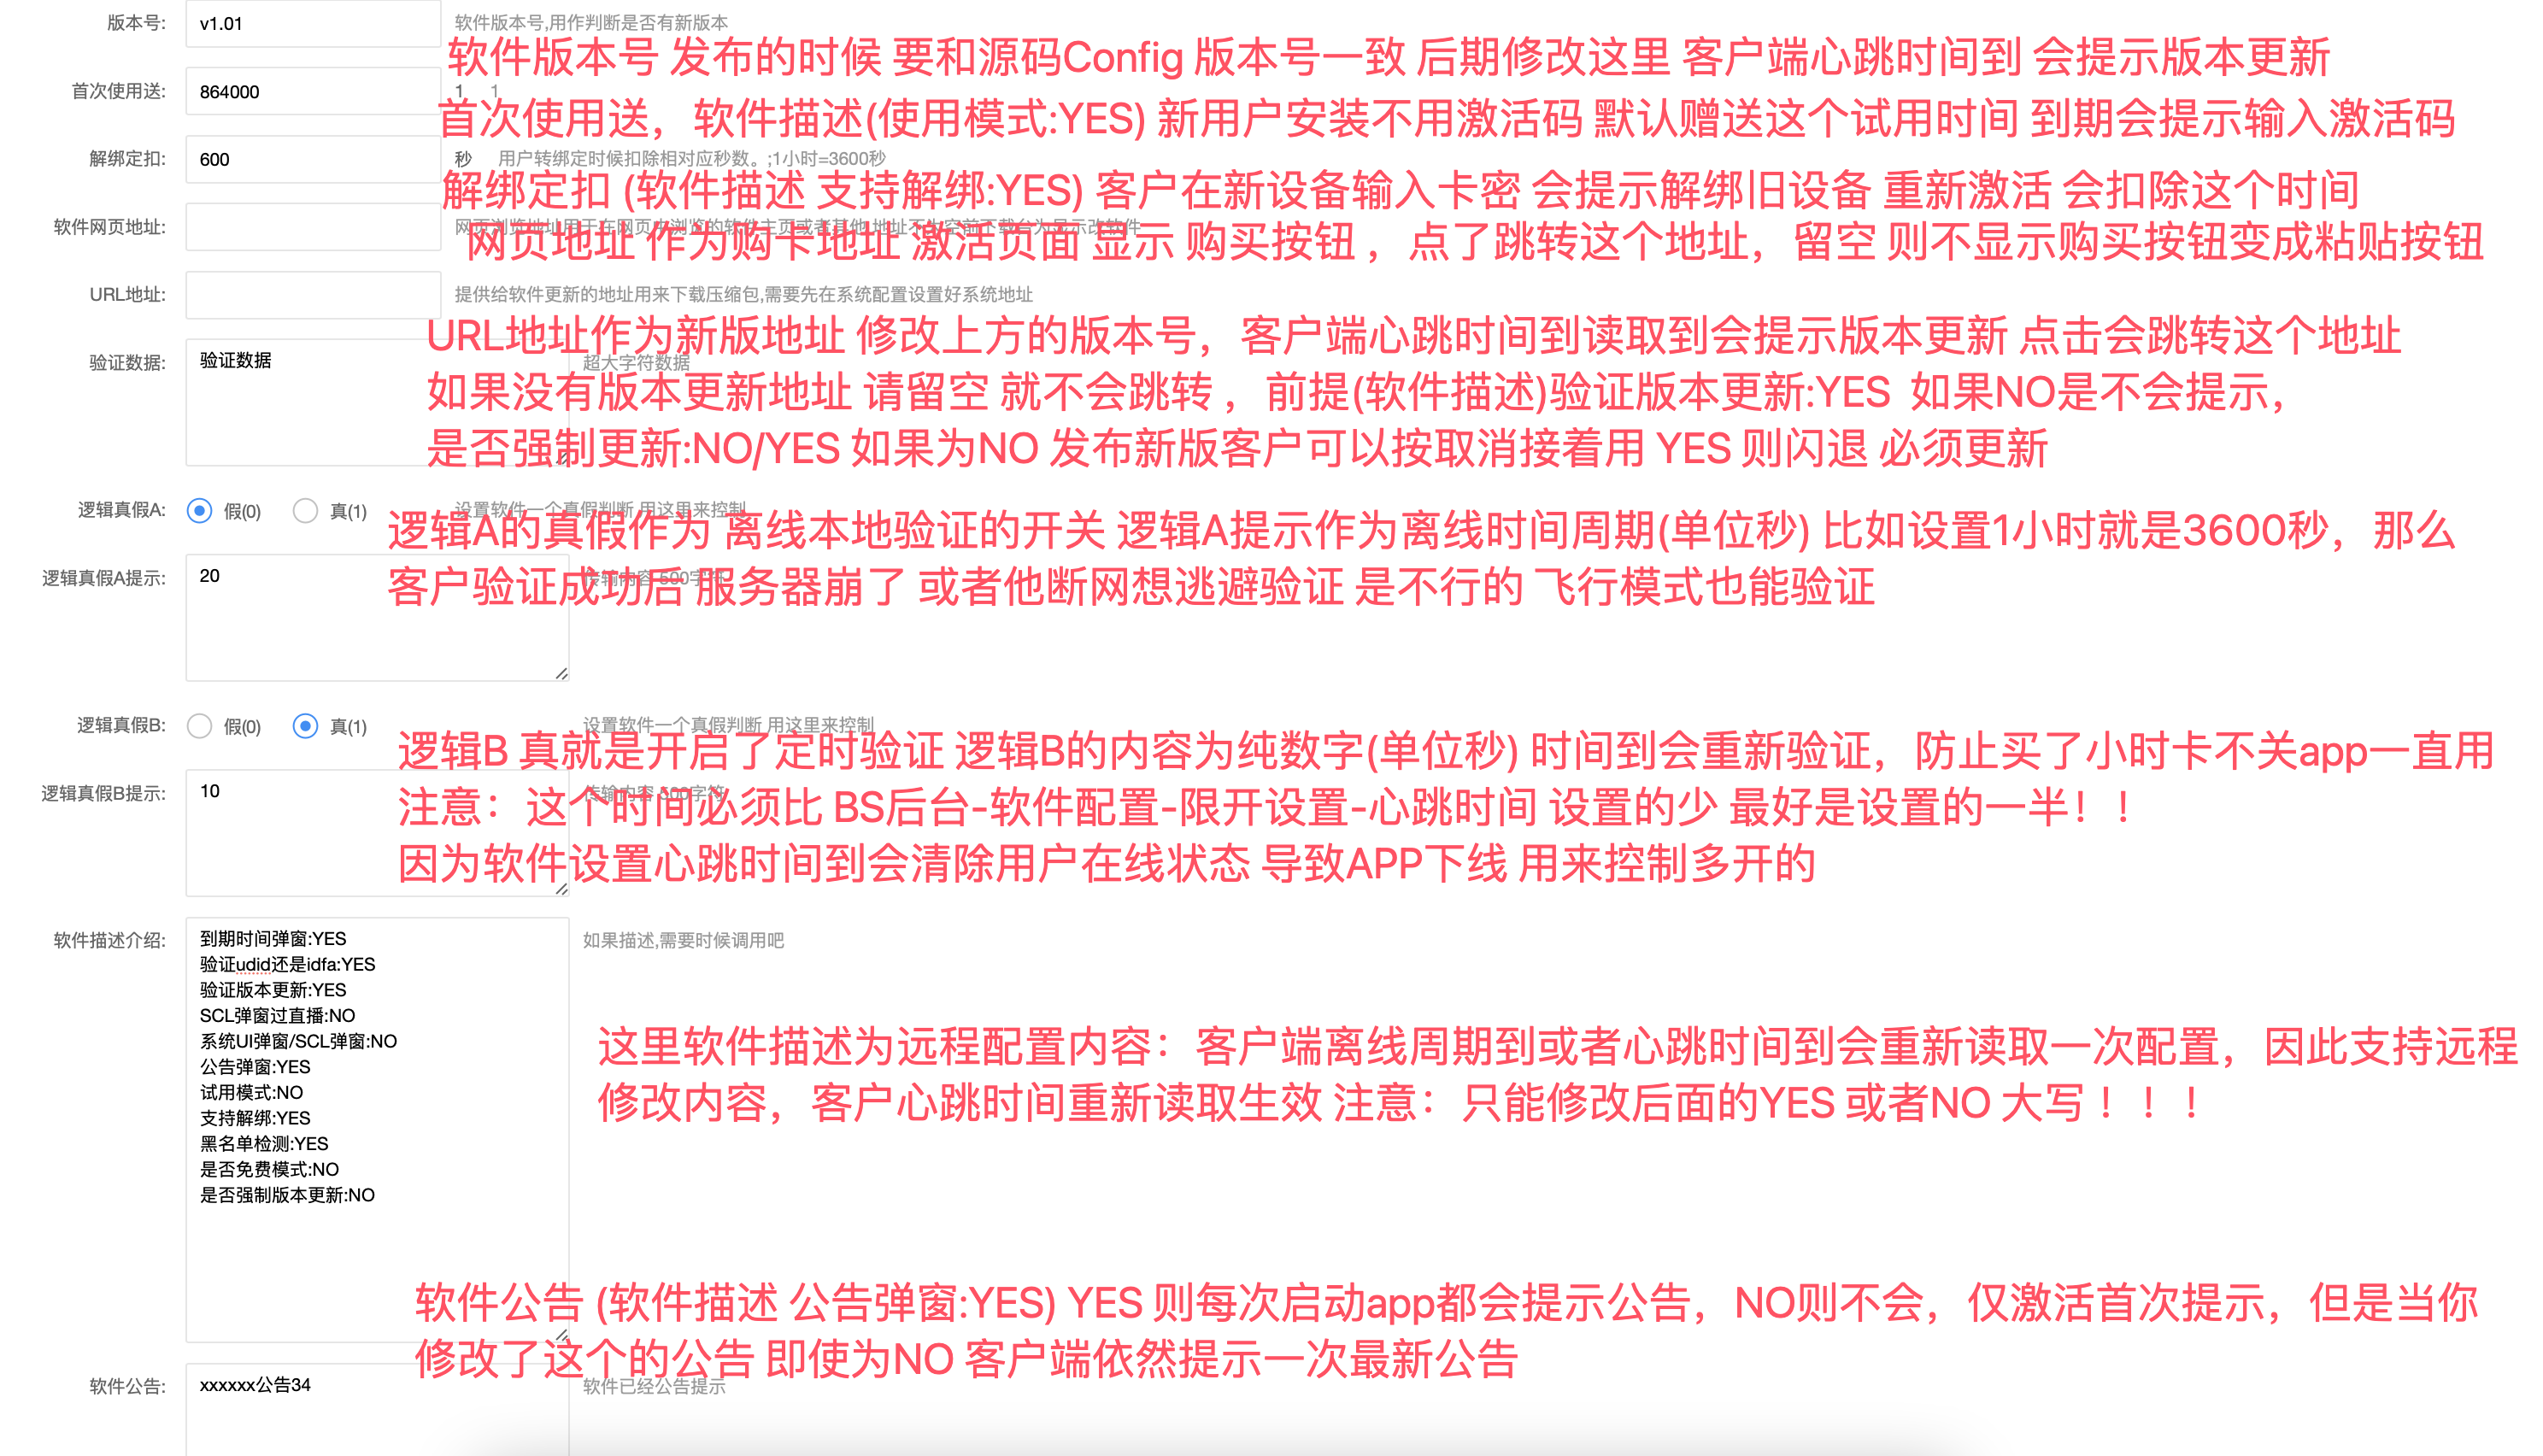 版本号: v1.01 软件版本号,用作判断是否有新版本
软件版本号 发布的时候 要和源码Config 版本号一致 后期修改这里 客户端心跳时间到 会提示版本更新
首次使用送: 864000 1 1
首次使用送，软件描述(使用模式:YES) 新用户安装不用激活码 默认赠送这个试用时间 到期会提示输入激活码
解绑定扣: 600 秒 用户转绑定时候扣除相对应秒数。;1小时=3600秒
解绑定扣 (软件描述 支持解绑:YES) 客户在新设备输入卡密 会提示解绑旧设备 重新激活 会扣除这个时间
软件网页地址: 网页浏览地址用于在网页中浏览的软件主页或者其他 地址不为空前下载台为显示改软件
网页地址 作为购卡地址 激活页面 显示 购买按钮 ，点了跳转这个地址，留空 则不显示购买按钮变成粘贴按钮
URL地址: 提供给软件更新的地址用来下载压缩包,需要先在系统配置设置好系统地址
URL地址作为新版地址 修改上方的版本号，客户端心跳时间到读取到会提示版本更新 点击会跳转这个地址
验证数据: 验证数据 超大字符数据
如果没有版本更新地址 请留空 就不会跳转 ，前提(软件描述)验证版本更新:YES 如果NO是不会提示，
是否强制更新:NO/YES 如果为NO 发布新版客户可以按取消接着用 YES 则闪退 必须更新
逻辑真假A: 假(0) 真(1) 设置软件一个真假判断 用这里来控制
逻辑A的真假作为 离线本地验证的开关 逻辑A提示作为离线时间周期(单位秒) 比如设置1小时就是3600秒，那么
逻辑真假A提示: 20 传输内容 500字符
客户验证成功后 服务器崩了 或者他断网想逃避验证 是不行的 飞行模式也能验证
逻辑真假B: 假(0) 真(1) 设置软件一个真假判断 用这里来控制
逻辑B 真就是开启了定时验证 逻辑B的内容为纯数字(单位秒) 时间到会重新验证，防止买了小时卡不关app一直用
逻辑真假B提示: 10 传输内容 500字符
注意：这个时间必须比 BS后台-软件配置-限开设置-心跳时间 设置的少 最好是设置的一半！！
因为软件设置心跳时间到会清除用户在线状态 导致APP下线 用来控制多开的
软件描述介绍: 到期时间弹窗:YES 如果描述,需要时候调用吧
验证udid还是idfa:YES
验证版本更新:YES
SCL弹窗过直播:NO
系统UI弹窗/SCL弹窗:NO
公告弹窗:YES
试用模式:NO
支持解绑:YES
黑名单检测:YES
是否免费模式:NO
是否强制版本更新:NO
这里软件描述为远程配置内容：客户端离线周期到或者心跳时间到会重新读取一次配置，因此支持远程
修改内容，客户心跳时间重新读取生效 注意：只能修改后面的YES 或者NO 大写 ！！！
软件公告 (软件描述 公告弹窗:YES) YES 则每次启动app都会提示公告，NO则不会，仅激活首次提示，但是当你
修改了这个的公告 即使为NO 客户端依然提示一次最新公告
软件公告: xxxxxx公告34 软件已经公告提示